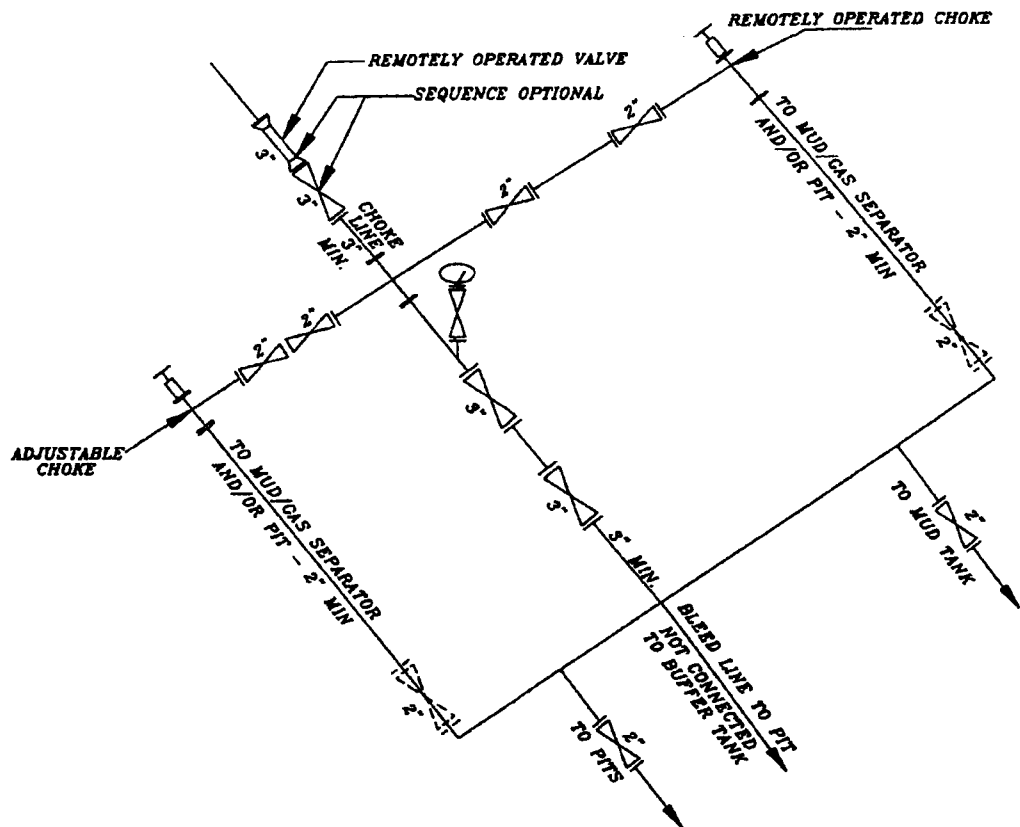 REMOTELY OPERATED CHOKE
REMOTELY OPERATED VALVE
SEQUENCE OPTIONAL
3"
3"
CHOKE
LINE
3"
MIN.
2"
2"
TO MUD/GAS SEPARATOR
AND/OR PIT - 2" MIN
2"
2"
2"
3"
3"
3" MIN.
ADJUSTABLE
CHOKE
TO MUD/GAS SEPARATOR
AND/OR PIT - 2" MIN
2"
TO MUD TANK
2"
BLEED LINE TO PIT
NOT CONNECTED
TO BUFFER TANK
TO PITS
2"